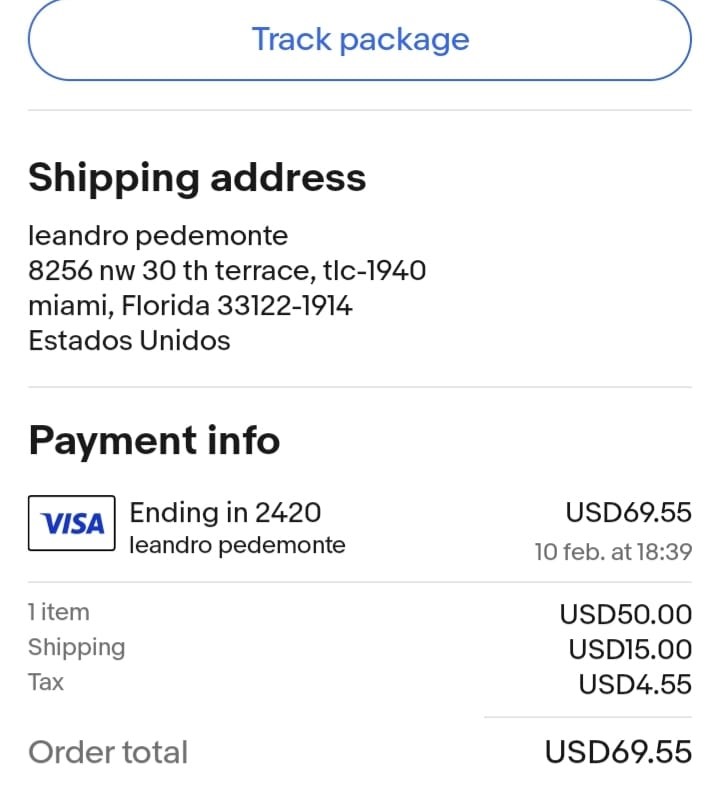 Track package
Shipping address
leandro pedemonte
8256 nw 30 th terrace, tlc-1940
miami, Florida 33122-1914
Estados Unidos
Payment info
VISA Ending in 2420 USD69.55
leandro pedemonte 10 feb. at 18:39
1 item USD50.00
Shipping USD15.00
Tax USD4.55
Order total USD69.55